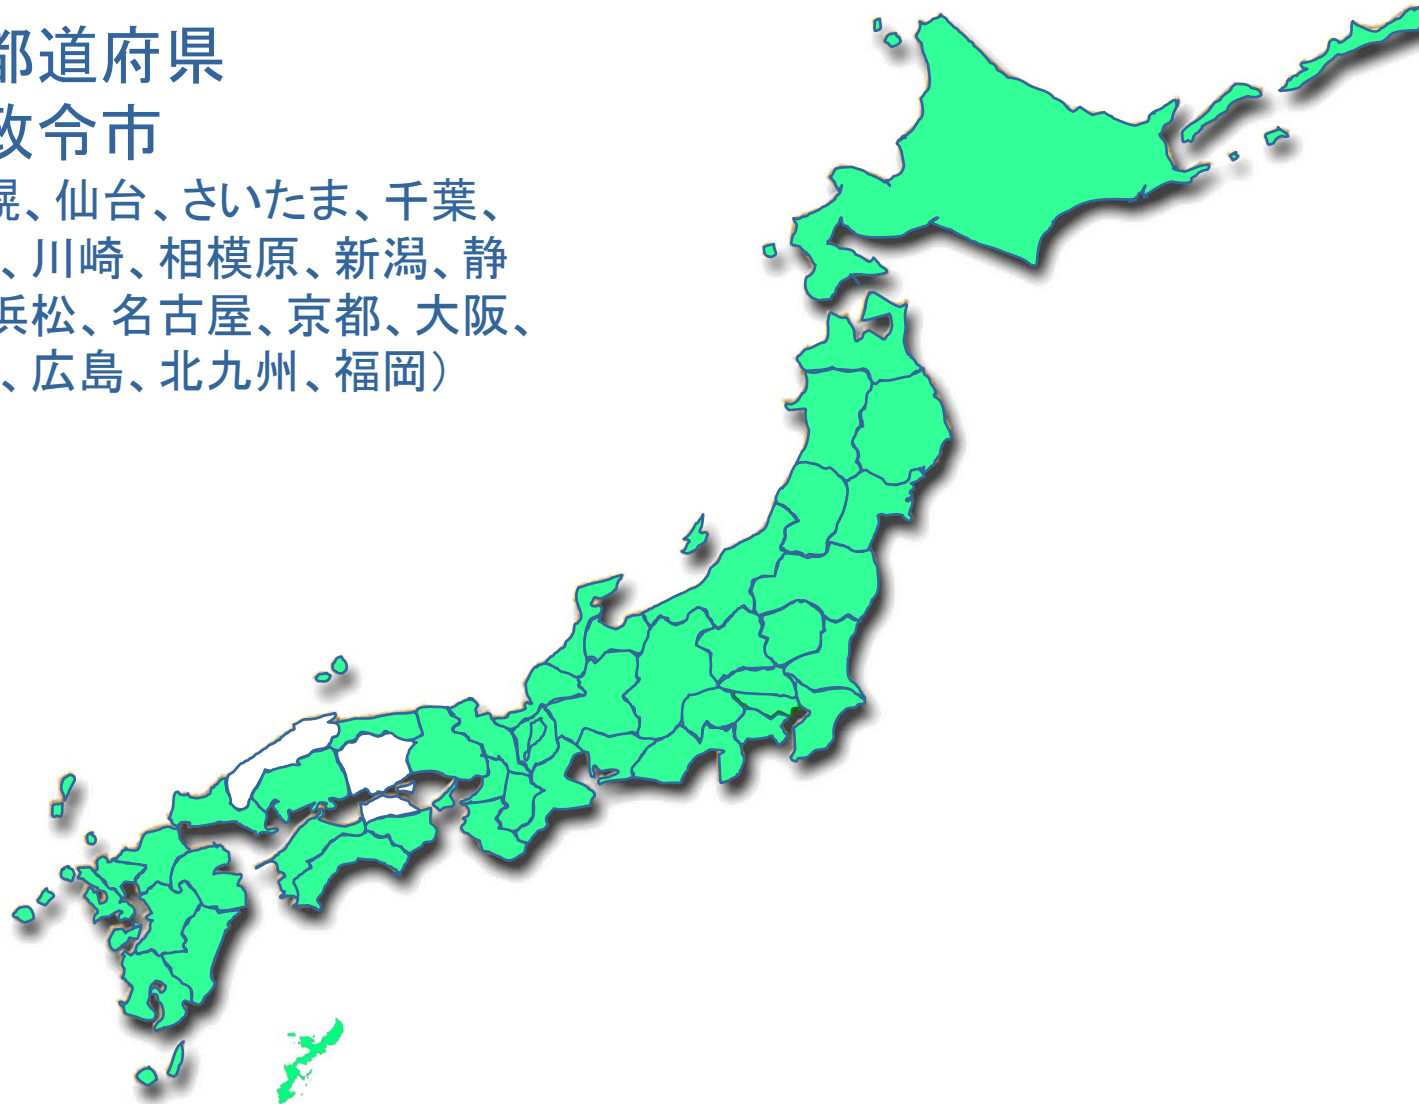 都道府県
政令市
幌、仙台、さいたま、千葉、
、川崎、相模原、新潟、静
浜松、名古屋、京都、大阪、
、広島、北九州、福岡）